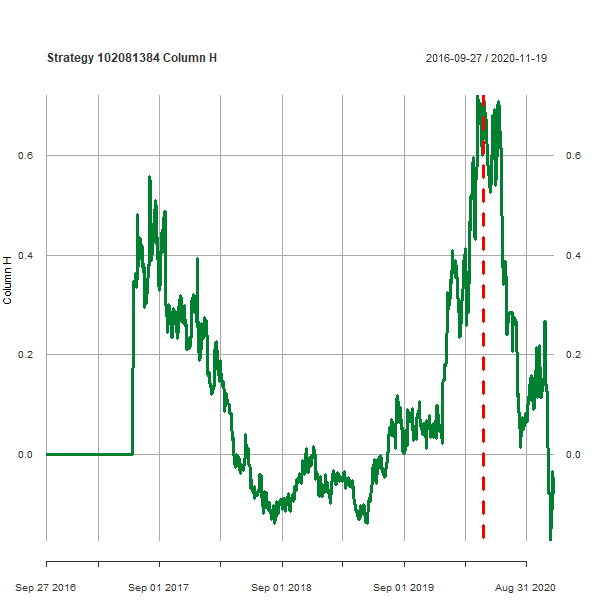 Strategy 102081384 Column H
2016-09-27 / 2020-11-19
0.6
0.6
0.4
0.4
Column H
0.2
0.2
0.0
0.0
Sep 27 2016
Sep 01 2017
Sep 01 2018
Sep 01 2019
Aug 31 2020